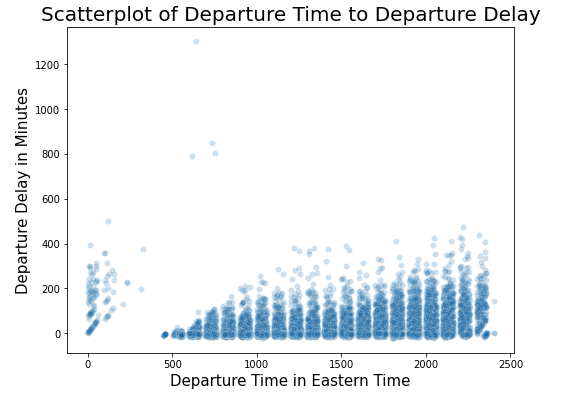 Scatterplot of Departure Time to Departure Delay
1200
1000
800
600
400
200
0
Departure Delay in Minutes
0 500 1000 1500 2000 2500
Departure Time in Eastern Time